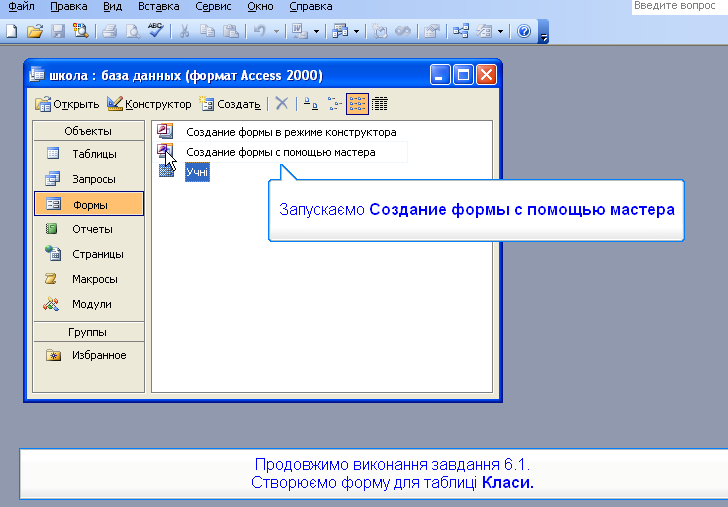 Файл Правка Вид Вставка Сервис Окно Справка Введите вопрос
школа : база данных (формат Access 2000)
Открыть Конструктор Создать
Объекты
Таблицы
Запросы
Формы
Отчеты
Страницы
Макросы
Модули
Группы
Избранное
Создание формы в режиме конструктора
Создание формы с помощью мастера
Учні
Запускаємо Создание формы с помощью мастера
Продовжимо виконання завдання 6.1.
Створюємо форму для таблиці Класи.